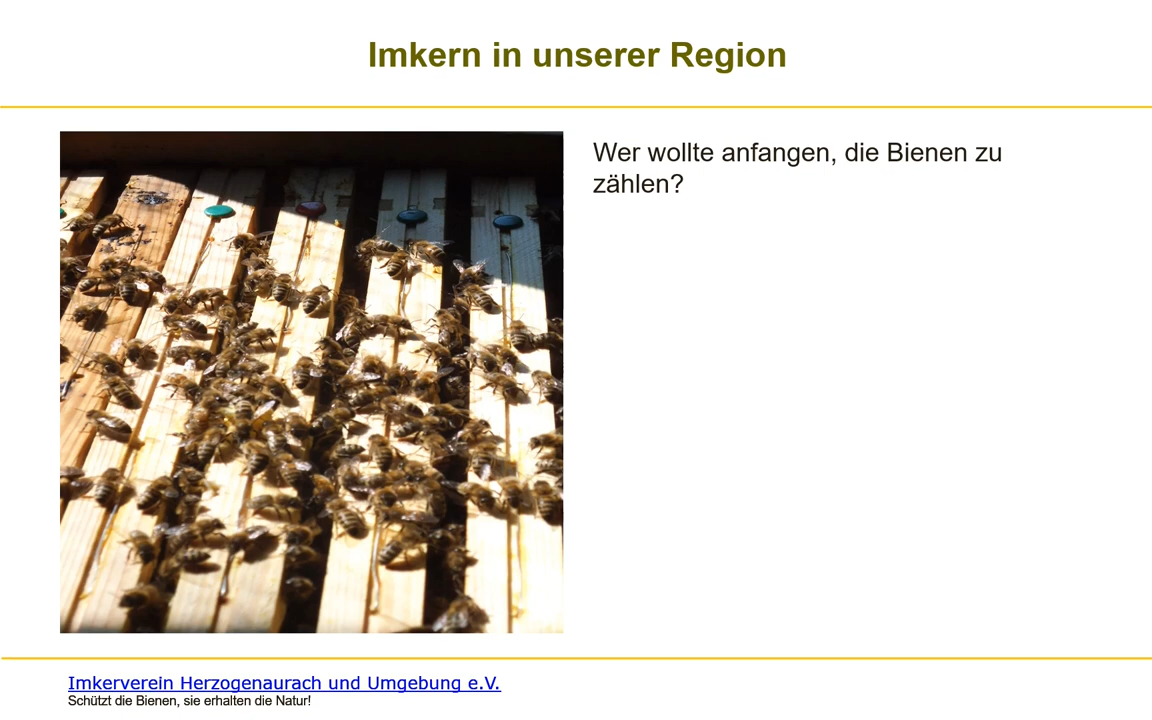 Imkern in unserer Region
Wer wollte anfangen, die Bienen zu
zählen?
Imkerverein Herzogenaurach und Umgebung e.V.
Schützt die Bienen, sie erhalten die Natur!